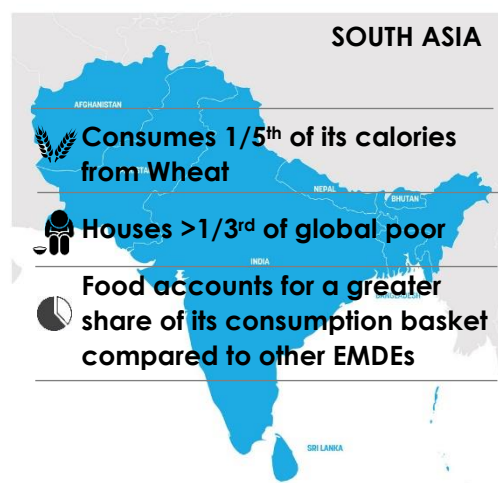 SOUTH ASIA
AFGHANISTAN
Consumes 1/5th of its calories
from Wheat
NEPAL
BHUTAN
Houses >1/3rd of global poor
INDIA
Food accounts for a greater
share of its consumption basket
compared to other EMDEs
SRI LANKA